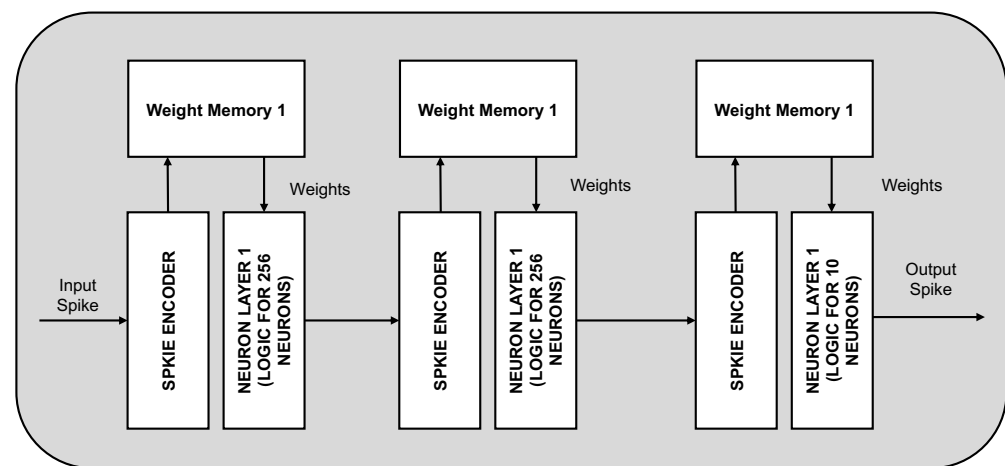 Weight Memory 1
Weight Memory 1
Weight Memory 1
Weights
Weights
Weights
Input
Spike
SPKIE ENCODER
NEURON LAYER 1
(LOGIC FOR 256
NEURONS)
SPKIE ENCODER
NEURON LAYER 1
(LOGIC FOR 256
NEURONS)
SPKIE ENCODER
NEURON LAYER 1
(LOGIC FOR 10
NEURONS)
Output
Spike